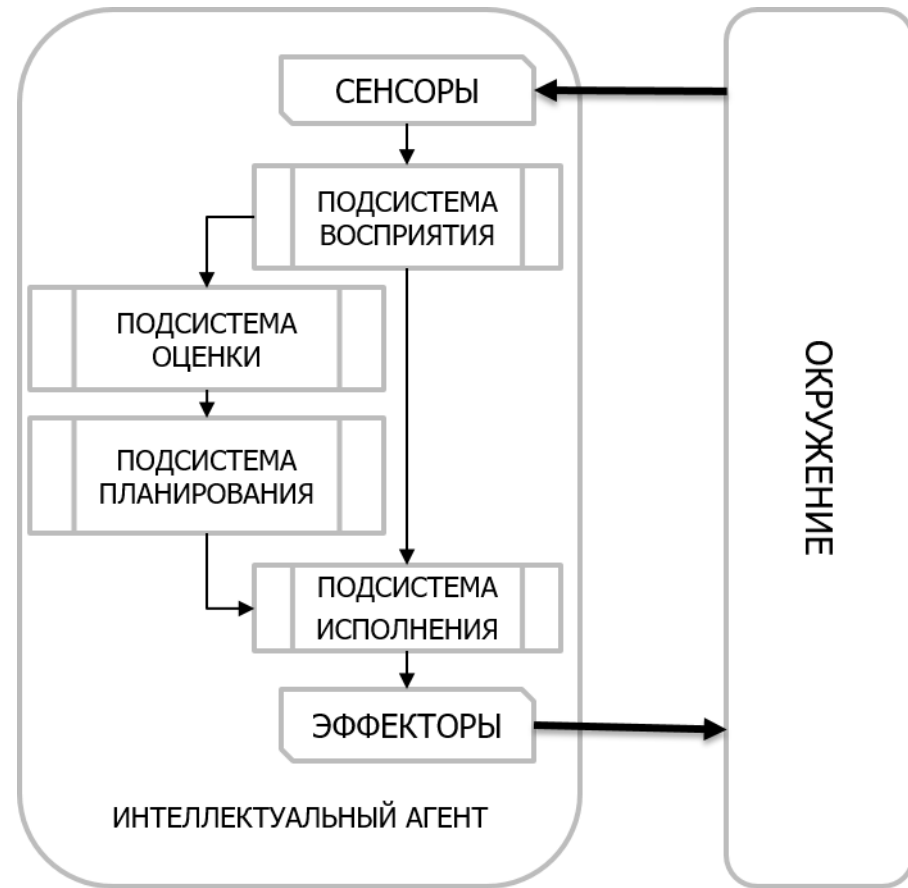 СЕНСОРЫ
ПОДСИСТЕМА
ВОСПРИЯТИЯ
ПОДСИСТЕМА
ОЦЕНКИ
ПОДСИСТЕМА
ПЛАНИРОВАНИЯ
ПОДСИСТЕМА
ИСПОЛНЕНИЯ
ЭФФЕКТОРЫ
ИНТЕЛЛЕКТУАЛЬНЫЙ АГЕНТ
ОКРУЖЕНИЕ